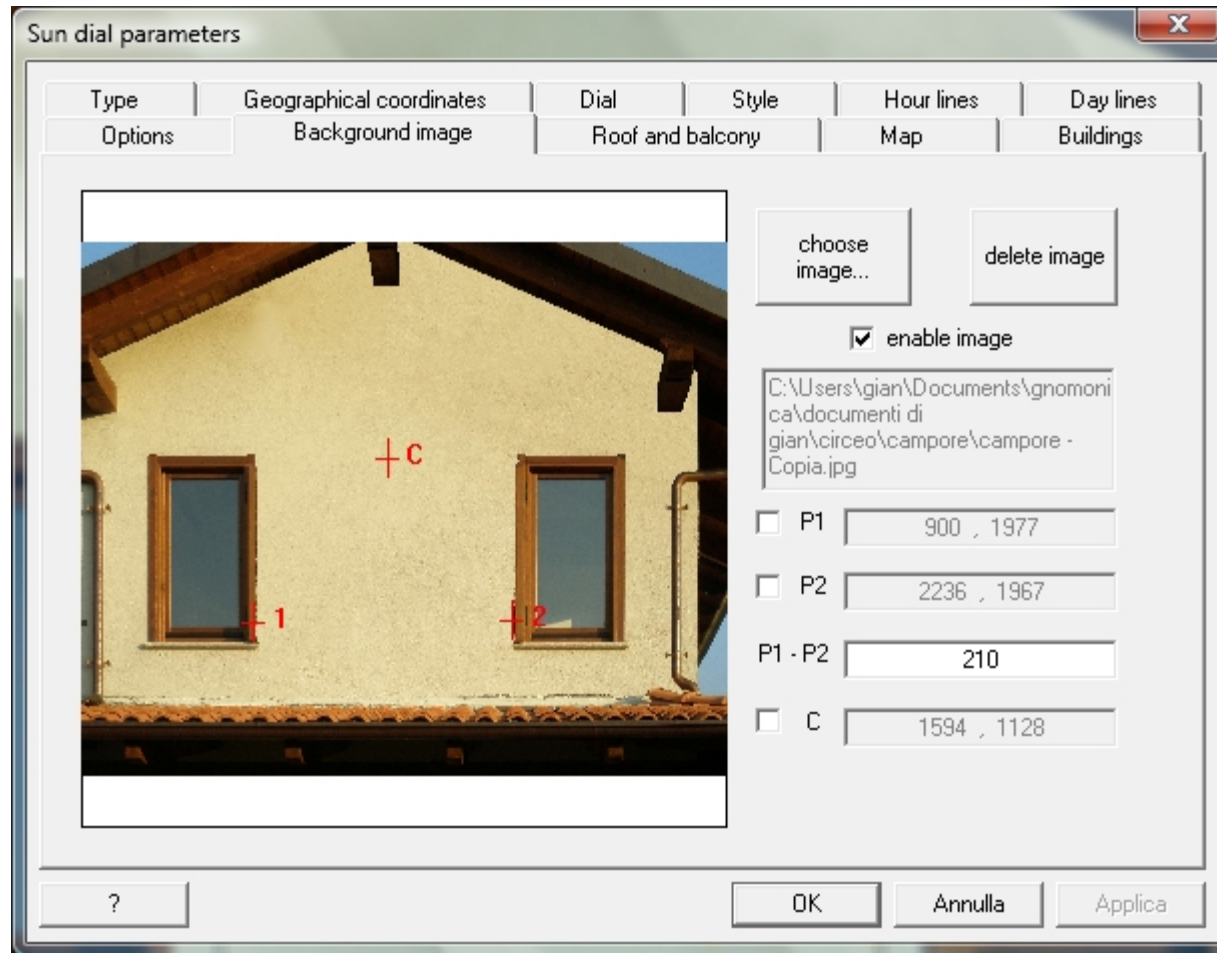 Sun dial parameters
Type Geographical coordinates Dial Style Hour lines Day lines
Options Background image Roof and balcony Map Buildings
choose
image...
delete image
enable image
C:\Users\gian\Documents\gnomoni
ca\documenti di
gian\circeo\campore\campore -
Copia.jpg
P1 900 , 1977
P2 2236 , 1967
P1 - P2 210
C 1594 , 1128
C
1
2
? OK Annulla Applica